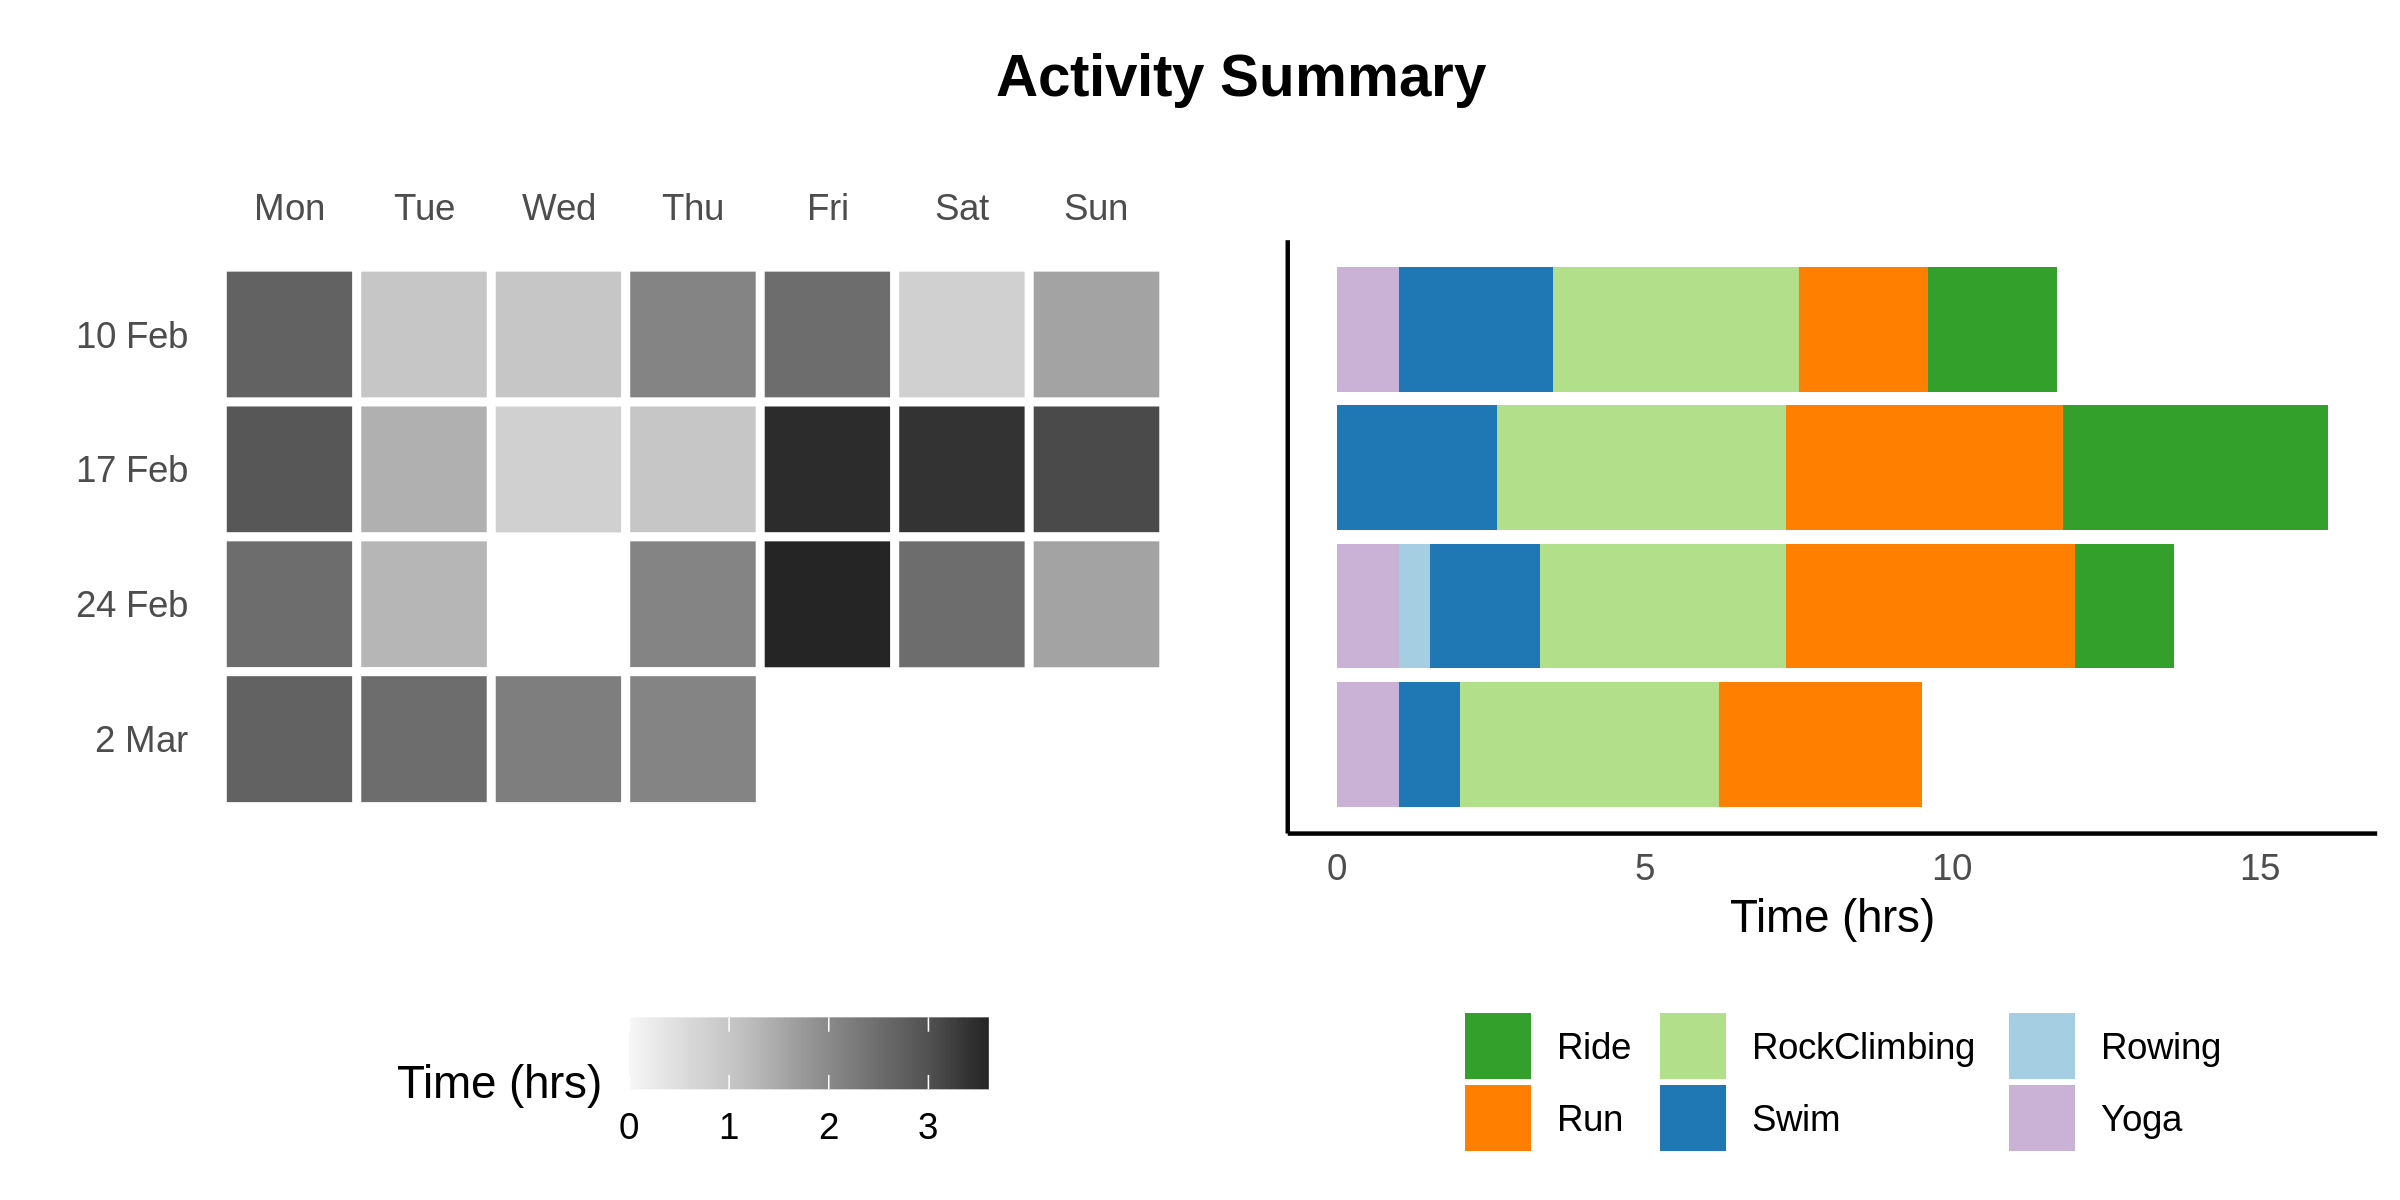 Activity Summary
Mon Tue Wed Thu Fri Sat Sun
10 Feb
17 Feb
24 Feb
2 Mar
0 5 10 15
Time (hrs)
Time (hrs)
0 1 2 3
Ride RockClimbing Rowing
Run Swim Yoga